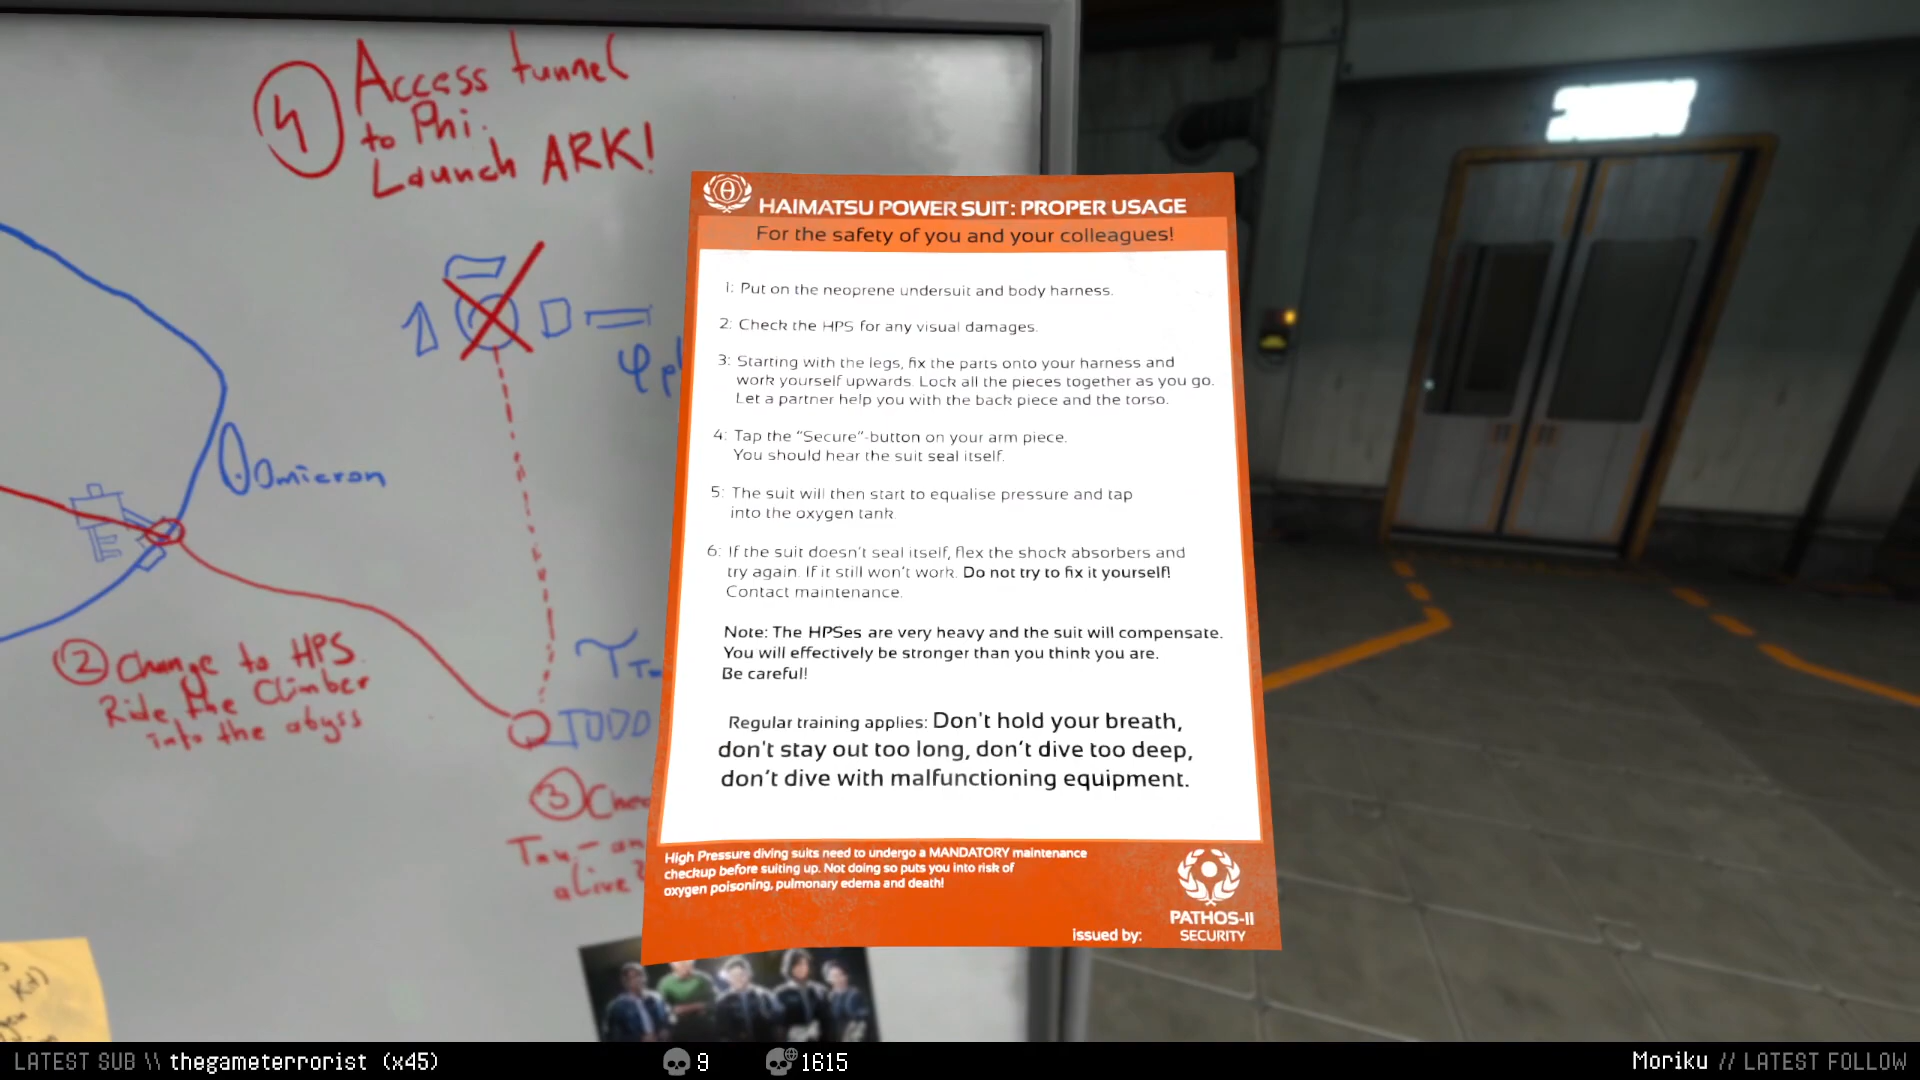 4 Access tunnel
to Phi.
Launch ARK!
Omicron
2 Change to HPS
Ride the Climber
into the abyss
TODD
3
alive?
HAIMATSU POWER SUIT: PROPER USAGE
For the safety of you and your colleagues!
1: Put on the neoprene undersuit and body harness.
2: Check the HPS for any visual damages.
3: Starting with the legs, fix the parts onto your harness and
work yourself upwards. Lock all the pieces together as you go.
Let a partner help you with the back piece and the torso.
4: Tap the "Secure"-button on your arm piece.
You should hear the suit seal itself.
5: The suit will then start to equalise pressure and tap
into the oxygen tank.
6: If the suit doesn't seal itself, flex the shock absorbers and
try again. If it still won't work. Do not try to fix it yourself!
Contact maintenance.
Note: The HPSes are very heavy and the suit will compensate.
You will effectively be stronger than you think you are.
Be careful!
Regular training applies: Don't hold your breath,
don't stay out too long, don't dive too deep,
don't dive with malfunctioning equipment.
High Pressure diving suits need to undergo a MANDATORY maintenance
checkup before suiting up. Not doing so puts you into risk of
oxygen poisoning, pulmonary edema and death!
issued by:
PATHOS-II
SECURITY
LATEST SUB \\ thegameterrorist (x45)
9
1615
Moriku // LATEST FOLLOW